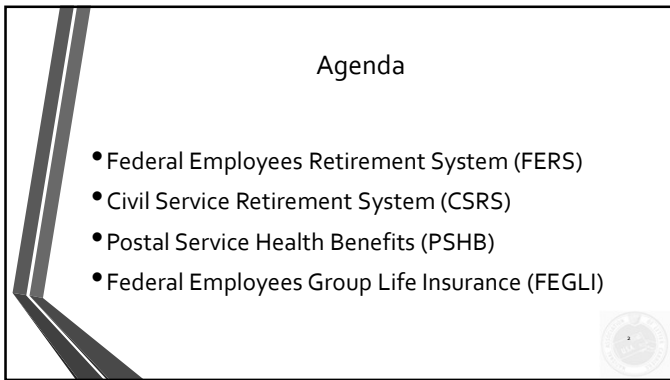 Agenda
•Federal Employees Retirement System (FERS)
•Civil Service Retirement System (CSRS)
•Postal Service Health Benefits (PSHB)
•Federal Employees Group Life Insurance (FEGLI)
2